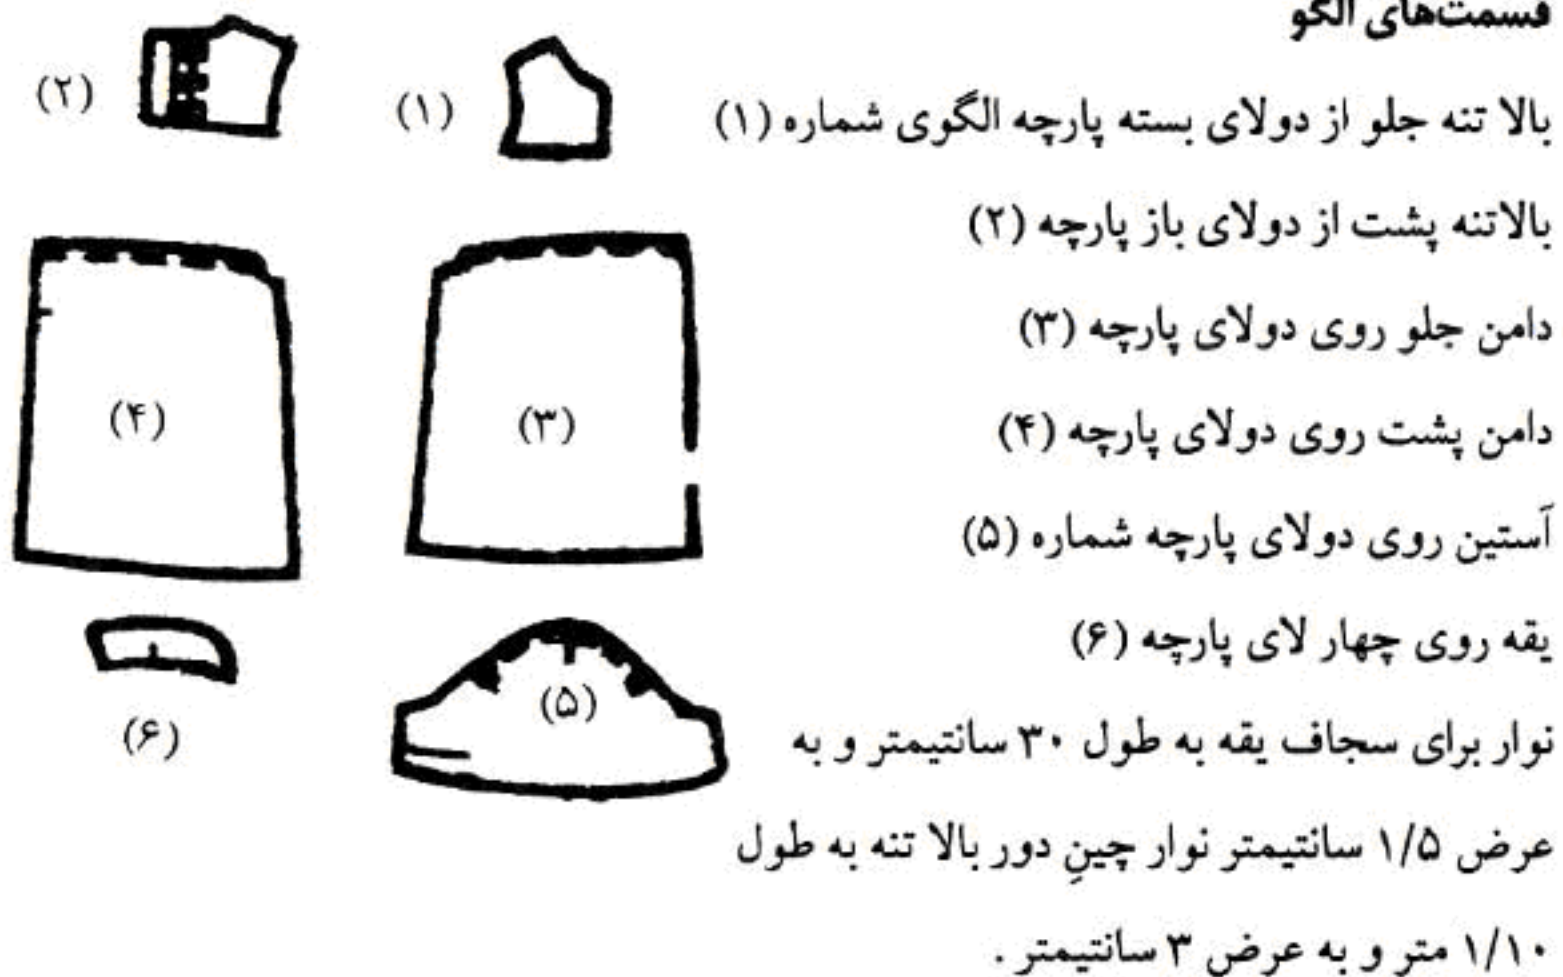 قسمت‌های الگو
بالا تنه جلو از دولای بسته پارچه الگوی شماره (۱)
(۱)
(۲)
بالاتنه پشت از دولای باز پارچه (۲)
دامن جلو روی دولای پارچه (۳)
دامن پشت روی دولای پارچه (۴)
(۳)
(۴)
آستین روی دولای پارچه شماره (۵)
یقه روی چهار لای پارچه (۶)
(۵)
(۶)
نوار برای سجاف یقه به طول ۳۰ سانتیمتر و به
عرض ۱/۵ سانتیمتر نوار چینِ دور بالا تنه به طول
۱/۱۰ متر و به عرض ۳ سانتیمتر .